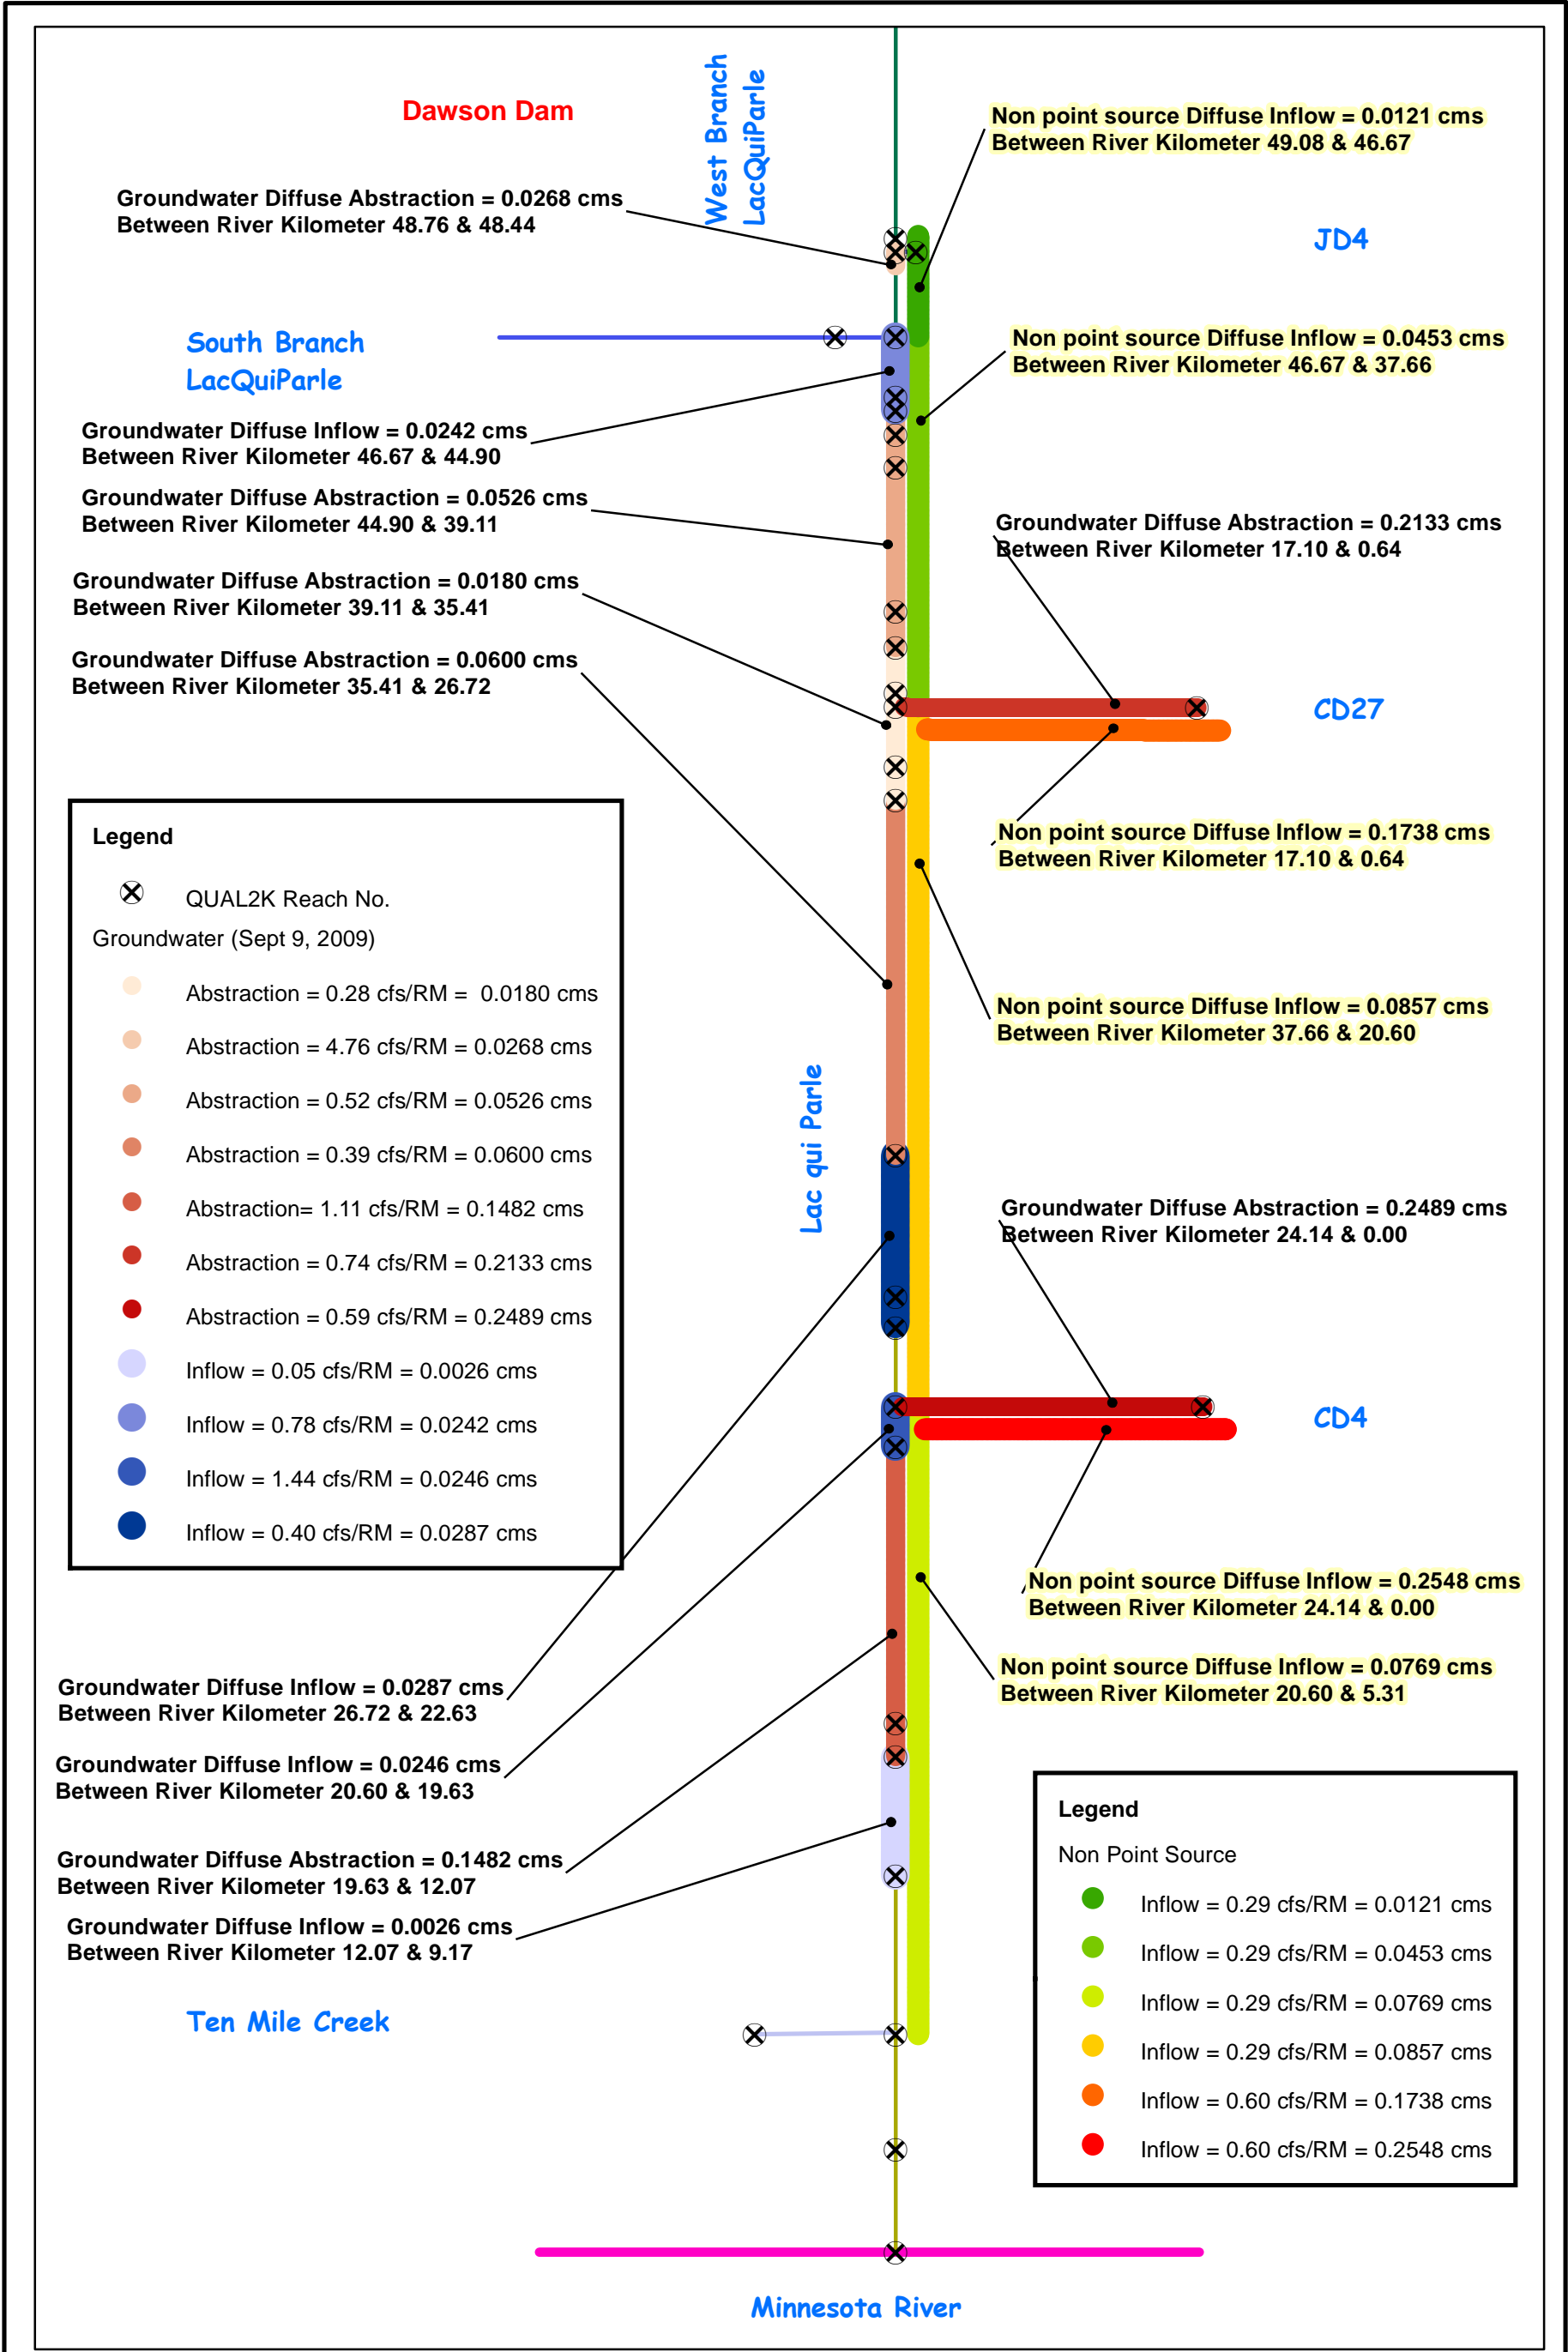 West Branch
LacQuiParle
Dawson Dam
Non point source Diffuse Inflow = 0.0121 cms
Between River Kilometer 49.08 & 46.67
Groundwater Diffuse Abstraction = 0.0268 cms
Between River Kilometer 48.76 & 48.44
JD4
South Branch
LacQuiParle
Non point source Diffuse Inflow = 0.0453 cms
Between River Kilometer 46.67 & 37.66
Groundwater Diffuse Inflow = 0.0242 cms
Between River Kilometer 46.67 & 44.90
Groundwater Diffuse Abstraction = 0.0526 cms
Between River Kilometer 44.90 & 39.11
Groundwater Diffuse Abstraction = 0.2133 cms
Between River Kilometer 17.10 & 0.64
Groundwater Diffuse Abstraction = 0.0180 cms
Between River Kilometer 39.11 & 35.41
Groundwater Diffuse Abstraction = 0.0600 cms
Between River Kilometer 35.41 & 26.72
CD27
Non point source Diffuse Inflow = 0.1738 cms
Between River Kilometer 17.10 & 0.64
Legend
QUAL2K Reach No.
Groundwater (Sept 9, 2009)
Abstraction = 0.28 cfs/RM =  0.0180 cms
Abstraction = 4.76 cfs/RM = 0.0268 cms
Abstraction = 0.52 cfs/RM = 0.0526 cms
Abstraction = 0.39 cfs/RM = 0.0600 cms
Abstraction= 1.11 cfs/RM = 0.1482 cms
Abstraction = 0.74 cfs/RM = 0.2133 cms
Abstraction = 0.59 cfs/RM = 0.2489 cms
Inflow = 0.05 cfs/RM = 0.0026 cms
Inflow = 0.78 cfs/RM = 0.0242 cms
Inflow = 1.44 cfs/RM = 0.0246 cms
Inflow = 0.40 cfs/RM = 0.0287 cms
Non point source Diffuse Inflow = 0.0857 cms
Between River Kilometer 37.66 & 20.60
Lac qui Parle
Groundwater Diffuse Abstraction = 0.2489 cms
Between River Kilometer 24.14 & 0.00
CD4
Non point source Diffuse Inflow = 0.2548 cms
Between River Kilometer 24.14 & 0.00
Non point source Diffuse Inflow = 0.0769 cms
Between River Kilometer 20.60 & 5.31
Groundwater Diffuse Inflow = 0.0287 cms
Between River Kilometer 26.72 & 22.63
Groundwater Diffuse Inflow = 0.0246 cms
Between River Kilometer 20.60 & 19.63
Groundwater Diffuse Abstraction = 0.1482 cms
Between River Kilometer 19.63 & 12.07
Groundwater Diffuse Inflow = 0.0026 cms
Between River Kilometer 12.07 & 9.17
Legend
Non Point Source
Inflow = 0.29 cfs/RM = 0.0121 cms
Inflow = 0.29 cfs/RM = 0.0453 cms
Inflow = 0.29 cfs/RM = 0.0769 cms
Inflow = 0.29 cfs/RM = 0.0857 cms
Inflow = 0.60 cfs/RM = 0.1738 cms
Inflow = 0.60 cfs/RM = 0.2548 cms
Ten Mile Creek
Minnesota River